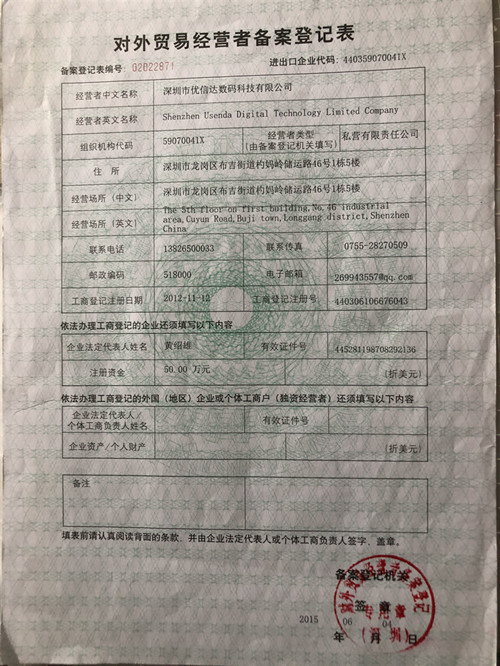 对外贸易经营者备案登记表
备案登记表编号: 02022871 进出口企业代码: 440359070041X
经营者中文名称 深圳市优信达数码科技有限公司
经营者英文名称 Shenzhen Usenda Digital Technology Limited Company
组织机构代码 59070041X 经营者类型(由备案登记机关填写) 私营有限责任公司
住 所 深圳市龙岗区布吉街道杓妈岭储运路46号1栋5楼
经营场所（中文） 深圳市龙岗区布吉街道杓妈岭储运路46号1栋5楼
经营场所（英文） The 5th floor on first building,No.46 industrial
area,Cuyum Road,Buji town,Longgang district,Shenzhen
China
联系电话 13826500033 联系传真 0755-28270509
邮政编码 518000 电子邮箱 269943557@qq.com
工商登记注册日期 2012-11-12 工商登记注册号 440306106676043
依法办理工商登记的企业还须填写以下内容
企业法定代表人姓名 黄绍雄 有效证件号 445281198708292136
注册资金 50.00 万元 (折美元)
依法办理工商登记的外国（地区）企业或个体工商户（独资经营者）还须填写以下内容
企业法定代表人/
个体工商负责人姓名 有效证件号
企业资产/个人财产 (折美元)
备注
填表前请认真阅读背面的条款，并由企业法定代表人或个体工商负责人签字、盖章。
备案登记机关
签 章
2015 06 04
年 月 日